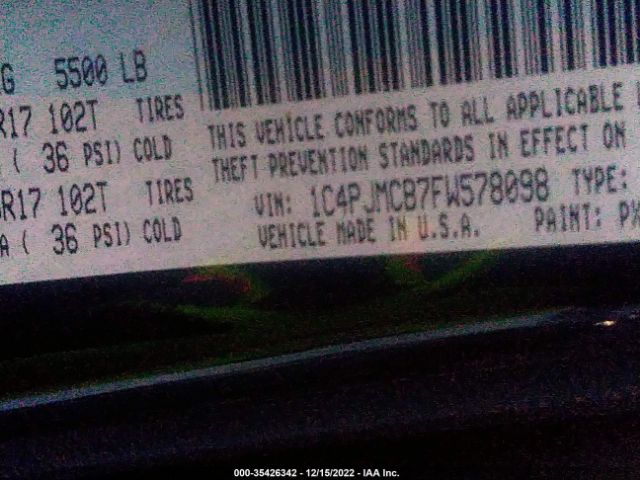 G 5500 LB
R17 102T TIRES
( 36 PSI) COLD
R17 102T TIRES
A ( 36 PSI) COLD
THIS VEHICLE CONFORMS TO ALL APPLICABLE
THEFT PREVENTION STANDARDS IN EFFECT ON
VIN: 1C4PJMCB7FW578098 TYPE:
VEHICLE MADE IN U.S.A. PAINT: PW
000-35426342 - 12/15/2022 - IAA Inc.